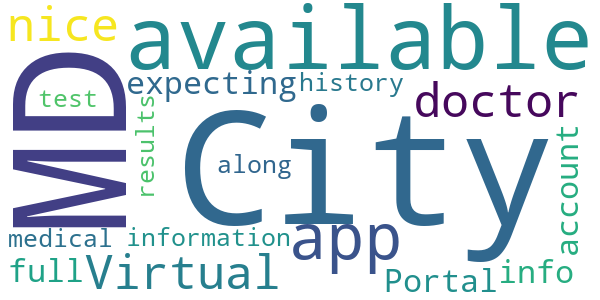 nice available
MD
expecting history
test doctor
results City
along account
medical information app
full Virtual Portal info